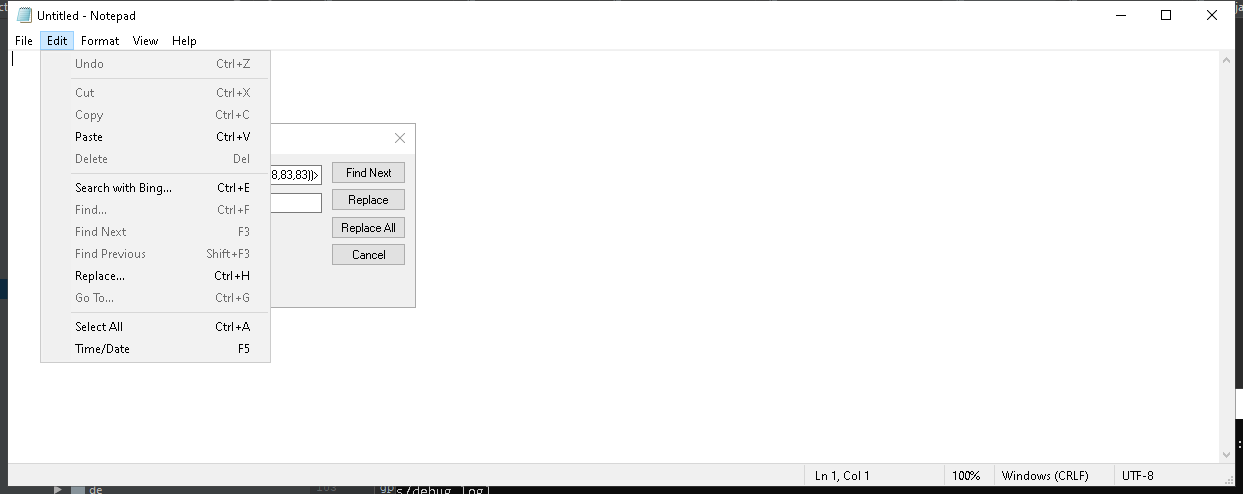 Untitled - Notepad
File Edit Format View Help
Undo Ctrl+Z
Cut Ctrl+X
Copy Ctrl+C
Paste Ctrl+V
Delete Del
Search with Bing... Ctrl+E
Find... Ctrl+F
Find Next F3
Find Previous Shift+F3
Replace... Ctrl+H
Go To... Ctrl+G
Select All Ctrl+A
Time/Date F5
8,83,83))> Find Next
Replace
Replace All
Cancel
Ln 1, Col 1 100% Windows (CRLF) UTF-8
de